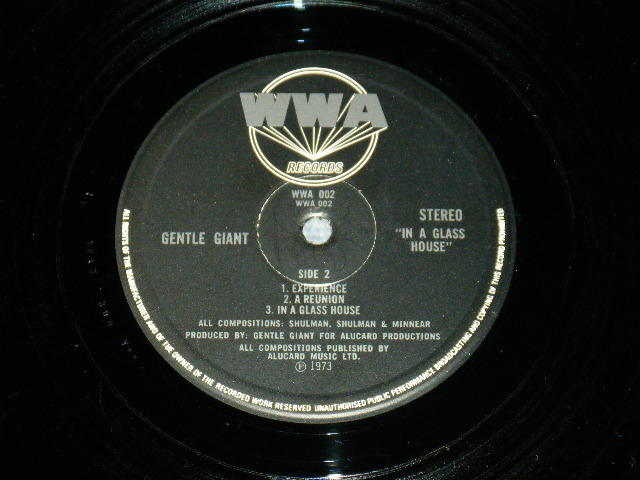 WWA
RECORDS
WWA 002
WWA 002
GENTLE GIANT
STEREO
"IN A GLASS
HOUSE"
SIDE 2
1. EXPERIENCE
2. A REUNION
3. IN A GLASS HOUSE
ALL COMPOSITIONS: SHULMAN, SHULMAN & MINNEAR
PRODUCED BY: GENTLE GIANT FOR ALUCARD PRODUCTIONS
ALL COMPOSITIONS PUBLISHED BY
ALUCARD MUSIC LTD.
Ⓟ 1973
ALL RIGHTS OF THE MANUFACTURER AND OF THE OWNER OF THE RECORDED WORK RESERVED UNAUTHORISED PUBLIC PERFORMANCE BROADCASTING AND COPYING OF THIS RECORD PROHIBITED